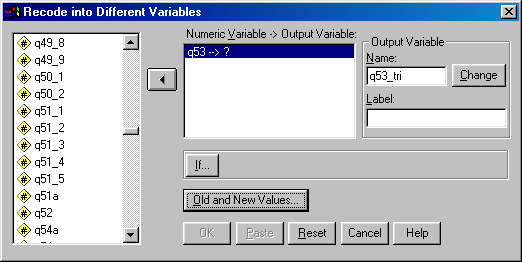 Recode into Different Variables
q49_8
q49_9
q50_1
q50_2
q51_1
q51_2
q51_3
q51_4
q51_5
q51a
q52
q54a
Numeric Variable -> Output Variable:
q53 --> ?
Output Variable
Name:
q53_tri
Change
Label:
If...
Old and New Values...
OK
Paste
Reset
Cancel
Help